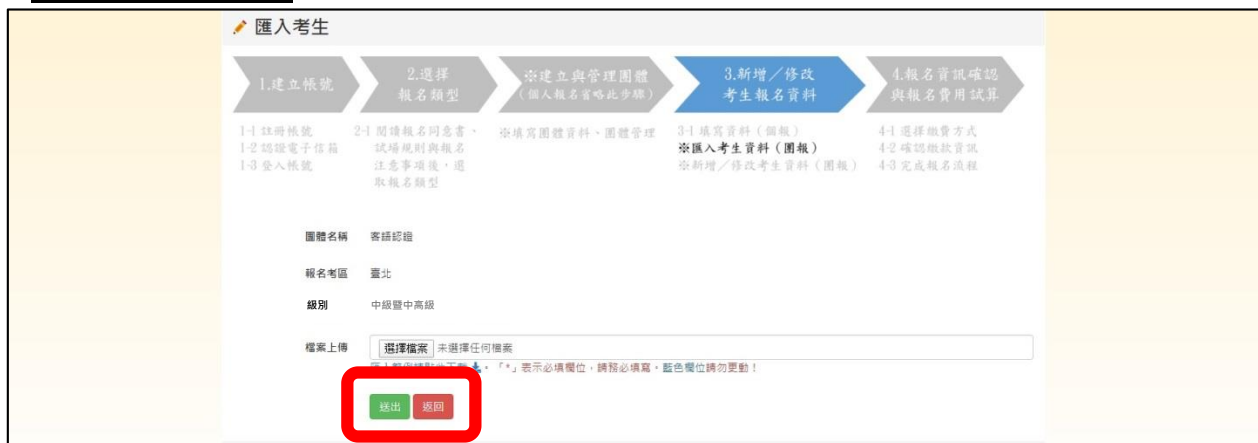 匯入考生
1.建立帳號
2.選擇
報名類型
※建立與管理團體
(個人報名省略此步驟)
3.新增／修改
考生報名資料
4.報名資訊確認
與報名費用試算
1-1 註冊帳號
1-2 認證電子信箱
1-3 登入帳號
2-1 閱讀報名同意書、
試場規則與報名
注意事項後，選
取報名類型
※填寫團體資料、團體管理
3-1 填寫資料（個報）
※匯入考生資料（團報）
※新增／修改考生資料（團報）
4-1 選擇繳費方式
4-2 確認繳款資訊
4-3 完成報名流程
團體名稱 客語認證
報名考區 臺北
級別 中級暨中高級
檔案上傳 選擇檔案 未選擇任何檔案
。「*」表示必填欄位，請務必填寫。藍色欄位請勿更動！
送出 返回